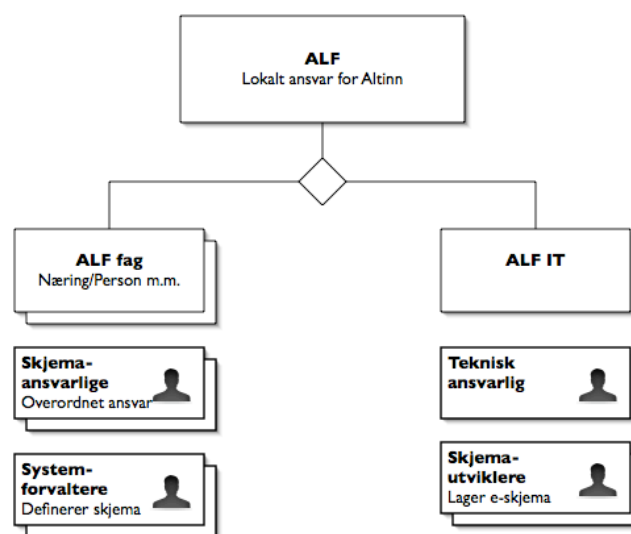 ALF
Lokalt ansvar for Altinn
ALF fag
Næring/Person m.m.
ALF IT
Skjema-
ansvarlige
Overordnet ansvar
Teknisk
ansvarlig
System-
forvaltere
Definerer skjema
Skjema-
utviklere
Lager e-skjema